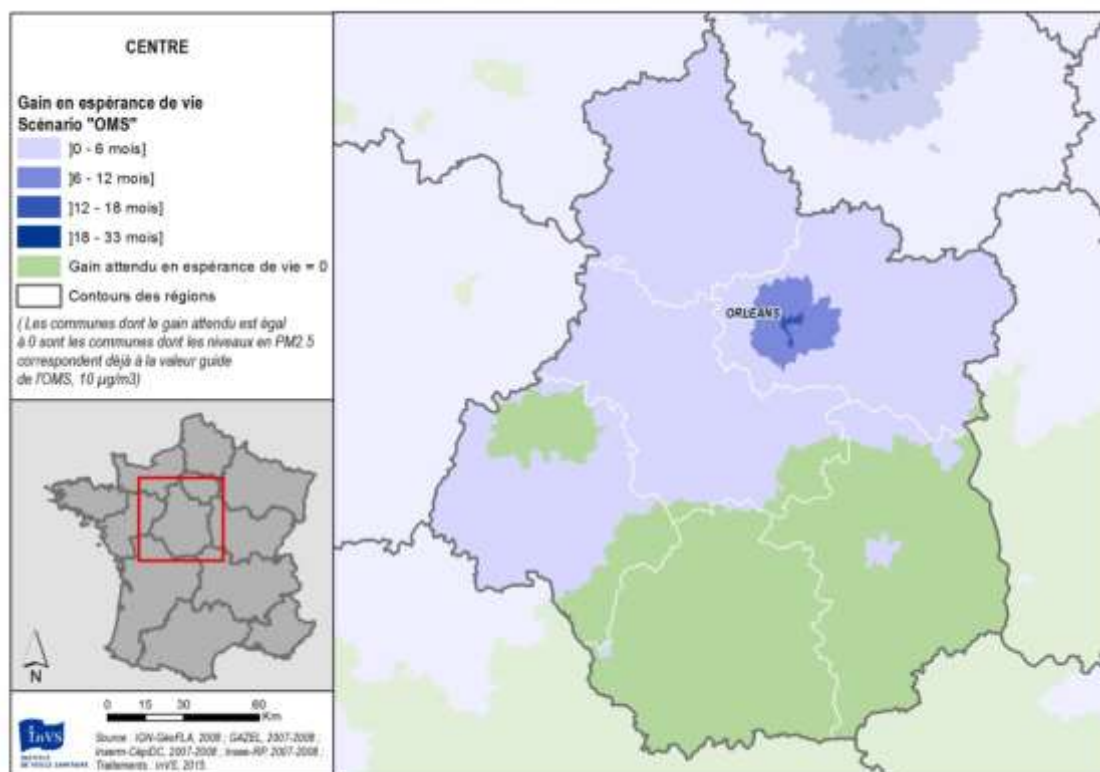 CENTRE
Gain en espérance de vie
Scénario "OMS"
]0 - 6 mois]
]6 - 12 mois]
]12 - 18 mois]
]18 - 33 mois]
Gain attendu en espérance de vie = 0
Contours des régions
( Les communes dont le gain attendu est égal
à 0 sont les communes dont les niveaux en PM2.5
correspondent déjà à la valeur guide
de l'OMS, 10 µg/m3)
ORLEANS
N
0 15 30 60
Km
InVS
INSTITUT
DE VEILLE SANITAIRE
Source : IGN-GéoFLA, 2008 ; GAZEL, 2007-2008 ;
Inserm-CépiDC, 2007-2008 ; Insee-RP 2007-2008 ;
Traitements : InVS, 2015.